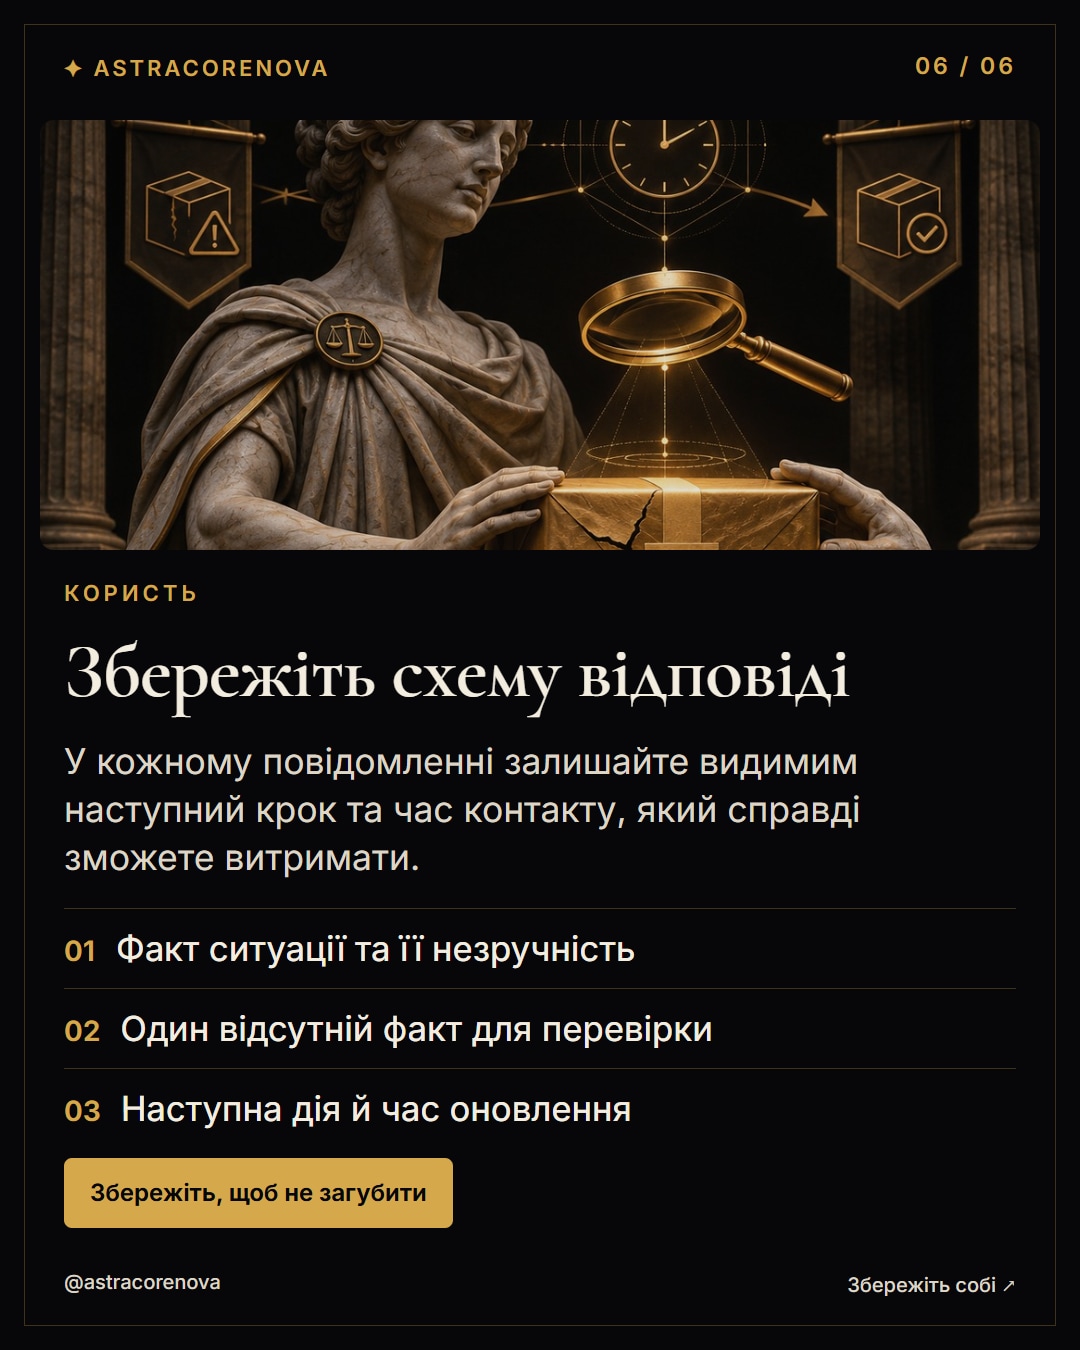 ✦ ASTRACORENOVA
06 / 06
КОРИСТЬ
Збережіть схему відповіді
У кожному повідомленні залишайте видимим
наступний крок та час контакту, який справді
зможете витримати.
01 Факт ситуації та її незручність
02 Один відсутній факт для перевірки
03 Наступна дія й час оновлення
Збережіть, щоб не загубити
@astracorenova
Збережіть собі ↗